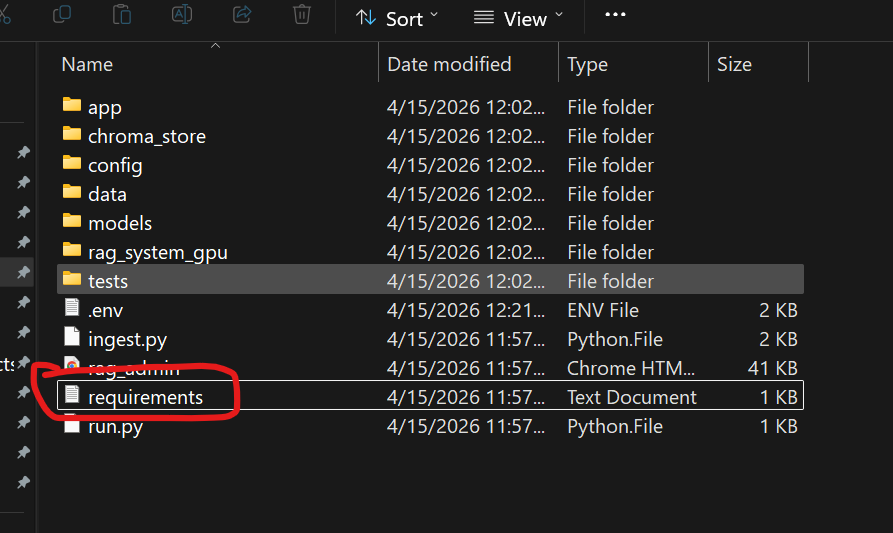 Sort View ...
Name Date modified Type Size
app 4/15/2026 12:02... File folder
chroma_store 4/15/2026 12:02... File folder
config 4/15/2026 12:02... File folder
data 4/15/2026 12:02... File folder
models 4/15/2026 12:02... File folder
rag_system_gpu 4/15/2026 12:02... File folder
tests 4/15/2026 12:02... File folder
.env 4/15/2026 12:21... ENV File 2 KB
ingest.py 4/15/2026 11:57... Python.File 2 KB
cts rag_admin 4/15/2026 11:57... Chrome HTM... 41 KB
requirements 4/15/2026 11:57... Text Document 1 KB
run.py 4/15/2026 11:57... Python.File 1 KB